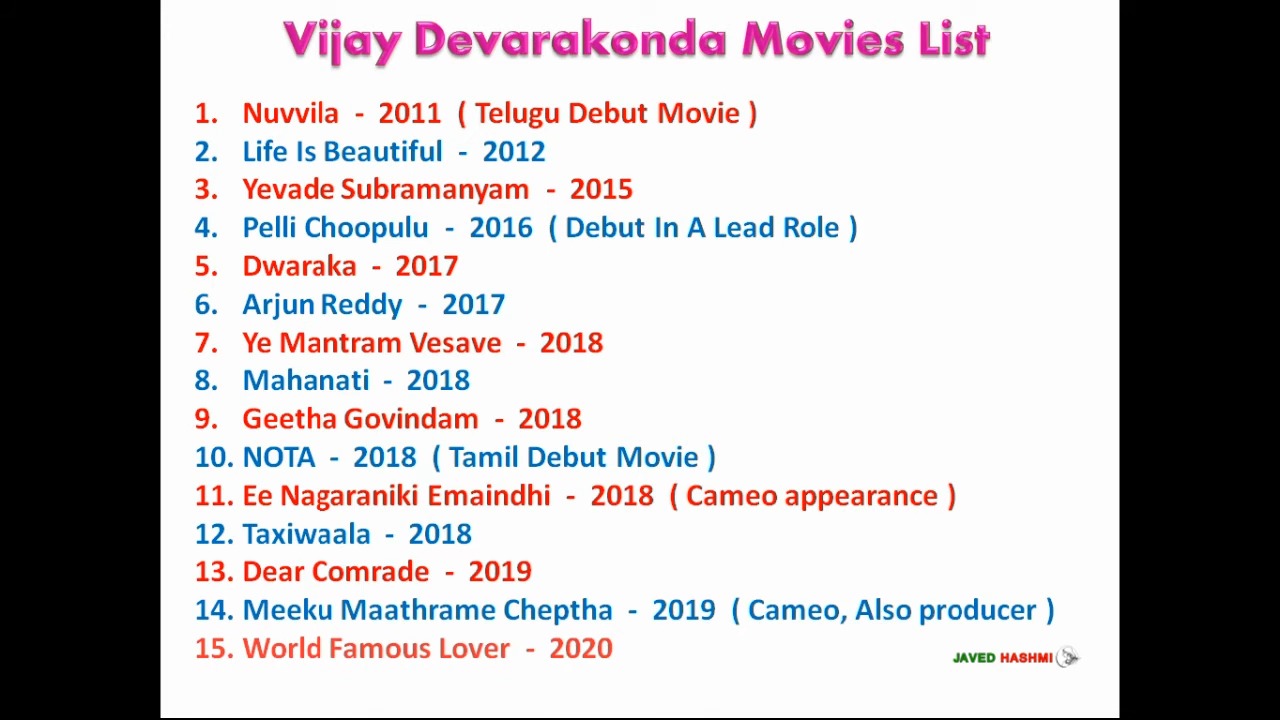 Vijay Devarakonda Movies List
1. Nuvvila - 2011 ( Telugu Debut Movie )
2. Life Is Beautiful - 2012
3. Yevade Subramanyam - 2015
4. Pelli Choopulu - 2016 ( Debut In A Lead Role )
5. Dwaraka - 2017
6. Arjun Reddy - 2017
7. Ye Mantram Vesave - 2018
8. Mahanati - 2018
9. Geetha Govindam - 2018
10. NOTA - 2018 ( Tamil Debut Movie )
11. Ee Nagaraniki Emaindhi - 2018 ( Cameo appearance )
12. Taxiwaala - 2018
13. Dear Comrade - 2019
14. Meeku Maathrame Cheptha - 2019 ( Cameo, Also producer )
15. World Famous Lover - 2020
JAVED HASHMI